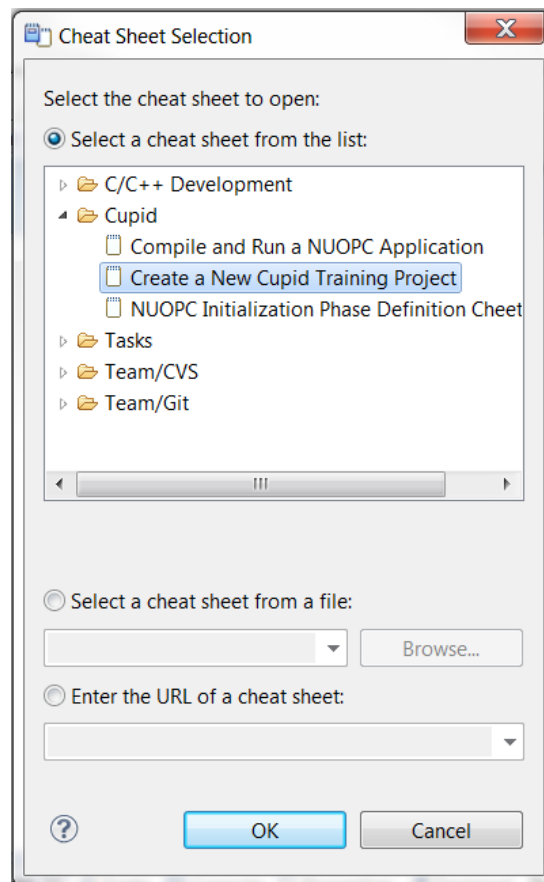 Cheat Sheet Selection
Select the cheat sheet to open:
Select a cheat sheet from the list:
C/C++ Development
Cupid
Compile and Run a NUOPC Application
Create a New Cupid Training Project
NUOPC Initialization Phase Definition Cheet
Tasks
Team/CVS
Team/Git
Select a cheat sheet from a file:
Browse...
Enter the URL of a cheat sheet:
OK Cancel